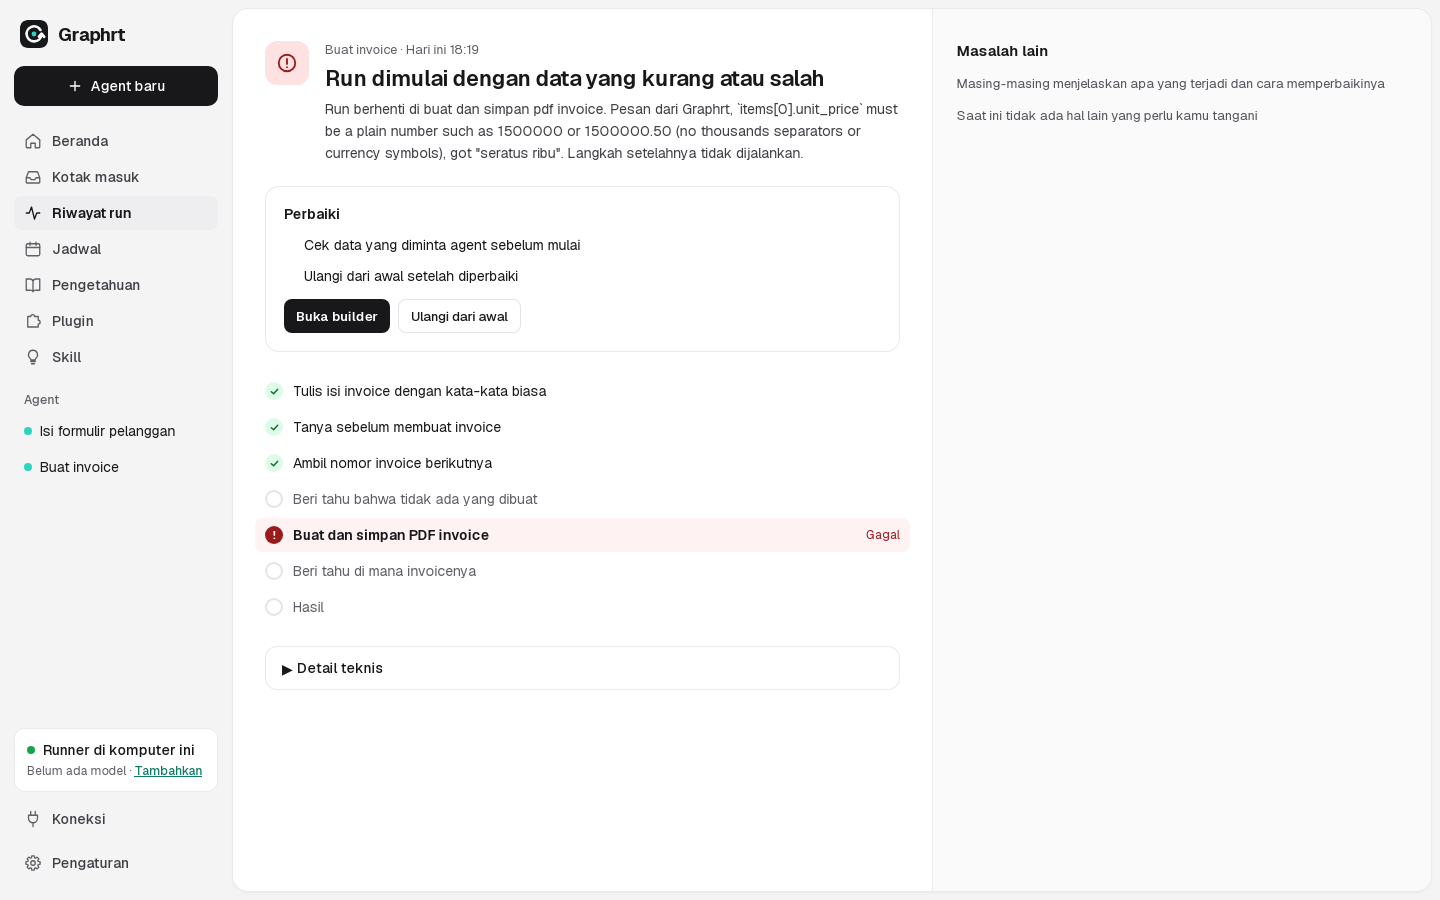 Graphrt
Agent baru
Beranda
Kotak masuk
Riwayat run
Jadwal
Pengetahuan
Plugin
Skill
Agent
Isi formulir pelanggan
Buat invoice
Runner di komputer ini
Belum ada model · Tambahkan
Koneksi
Pengaturan
Buat invoice · Hari ini 18:19
Run dimulai dengan data yang kurang atau salah
Run berhenti di buat dan simpan pdf invoice. Pesan dari Graphrt, `items[0].unit_price` must
be a plain number such as 1500000 or 1500000.50 (no thousands separators or
currency symbols), got "seratus ribu". Langkah setelahnya tidak dijalankan.
Perbaiki
Cek data yang diminta agent sebelum mulai
Ulangi dari awal setelah diperbaiki
Buka builder
Ulangi dari awal
Tulis isi invoice dengan kata-kata biasa
Tanya sebelum membuat invoice
Ambil nomor invoice berikutnya
Beri tahu bahwa tidak ada yang dibuat
Buat dan simpan PDF invoice
Gagal
Beri tahu di mana invoicenya
Hasil
▶ Detail teknis
Masalah lain
Masing-masing menjelaskan apa yang terjadi dan cara memperbaikinya
Saat ini tidak ada hal lain yang perlu kamu tangani